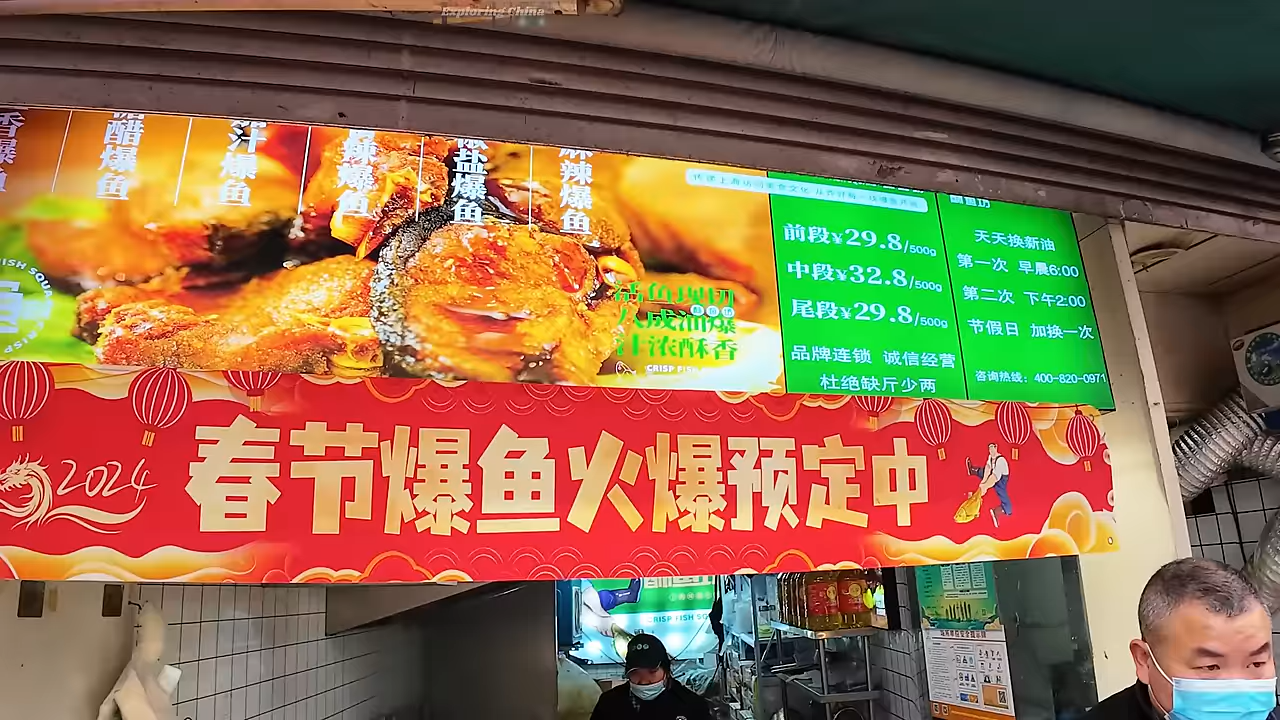 Exploring China
醋爆鱼
汁爆鱼
辣爆鱼
椒盐爆鱼
麻辣爆鱼
前段¥29.8/500g
中段¥32.8/500g
尾段¥29.8/500g
品牌连锁 诚信经营
杜绝缺斤少两
天天换新油
第一次 早晨6:00
第二次 下午2:00
节假日 加换一次
咨询热线：400-820-0971
活鱼现切
大成油爆
汁浓酥香
CRISP FISH
2024
春节爆鱼火爆预定中
CRISP FISH SQU